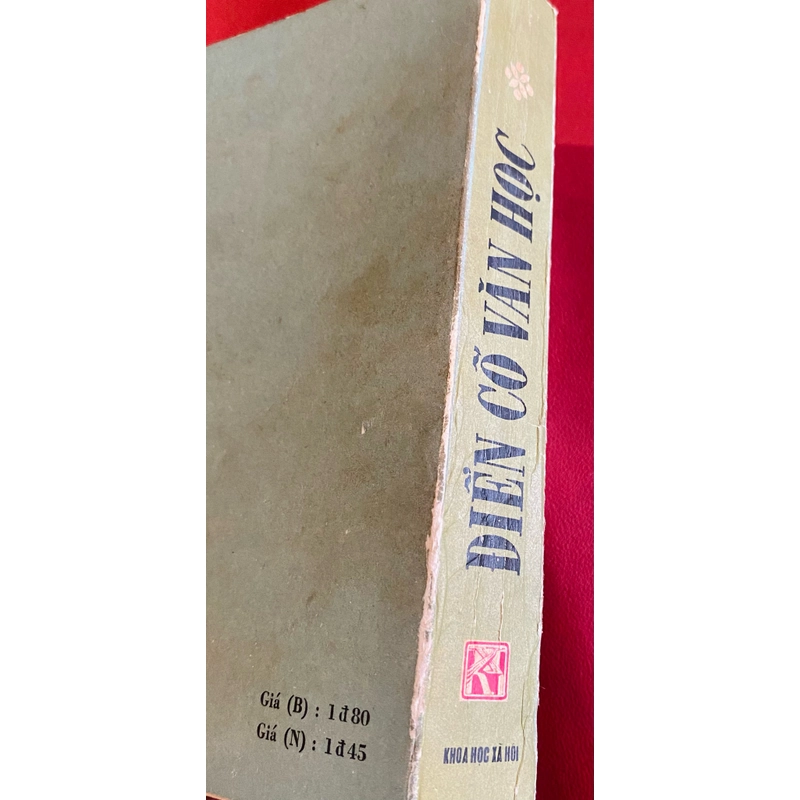 ĐIỂN CỐ VĂN HỌC
KHOA HỌC XÃ HỘI
Giá (B) : 1đ80
Giá (N) : 1đ45